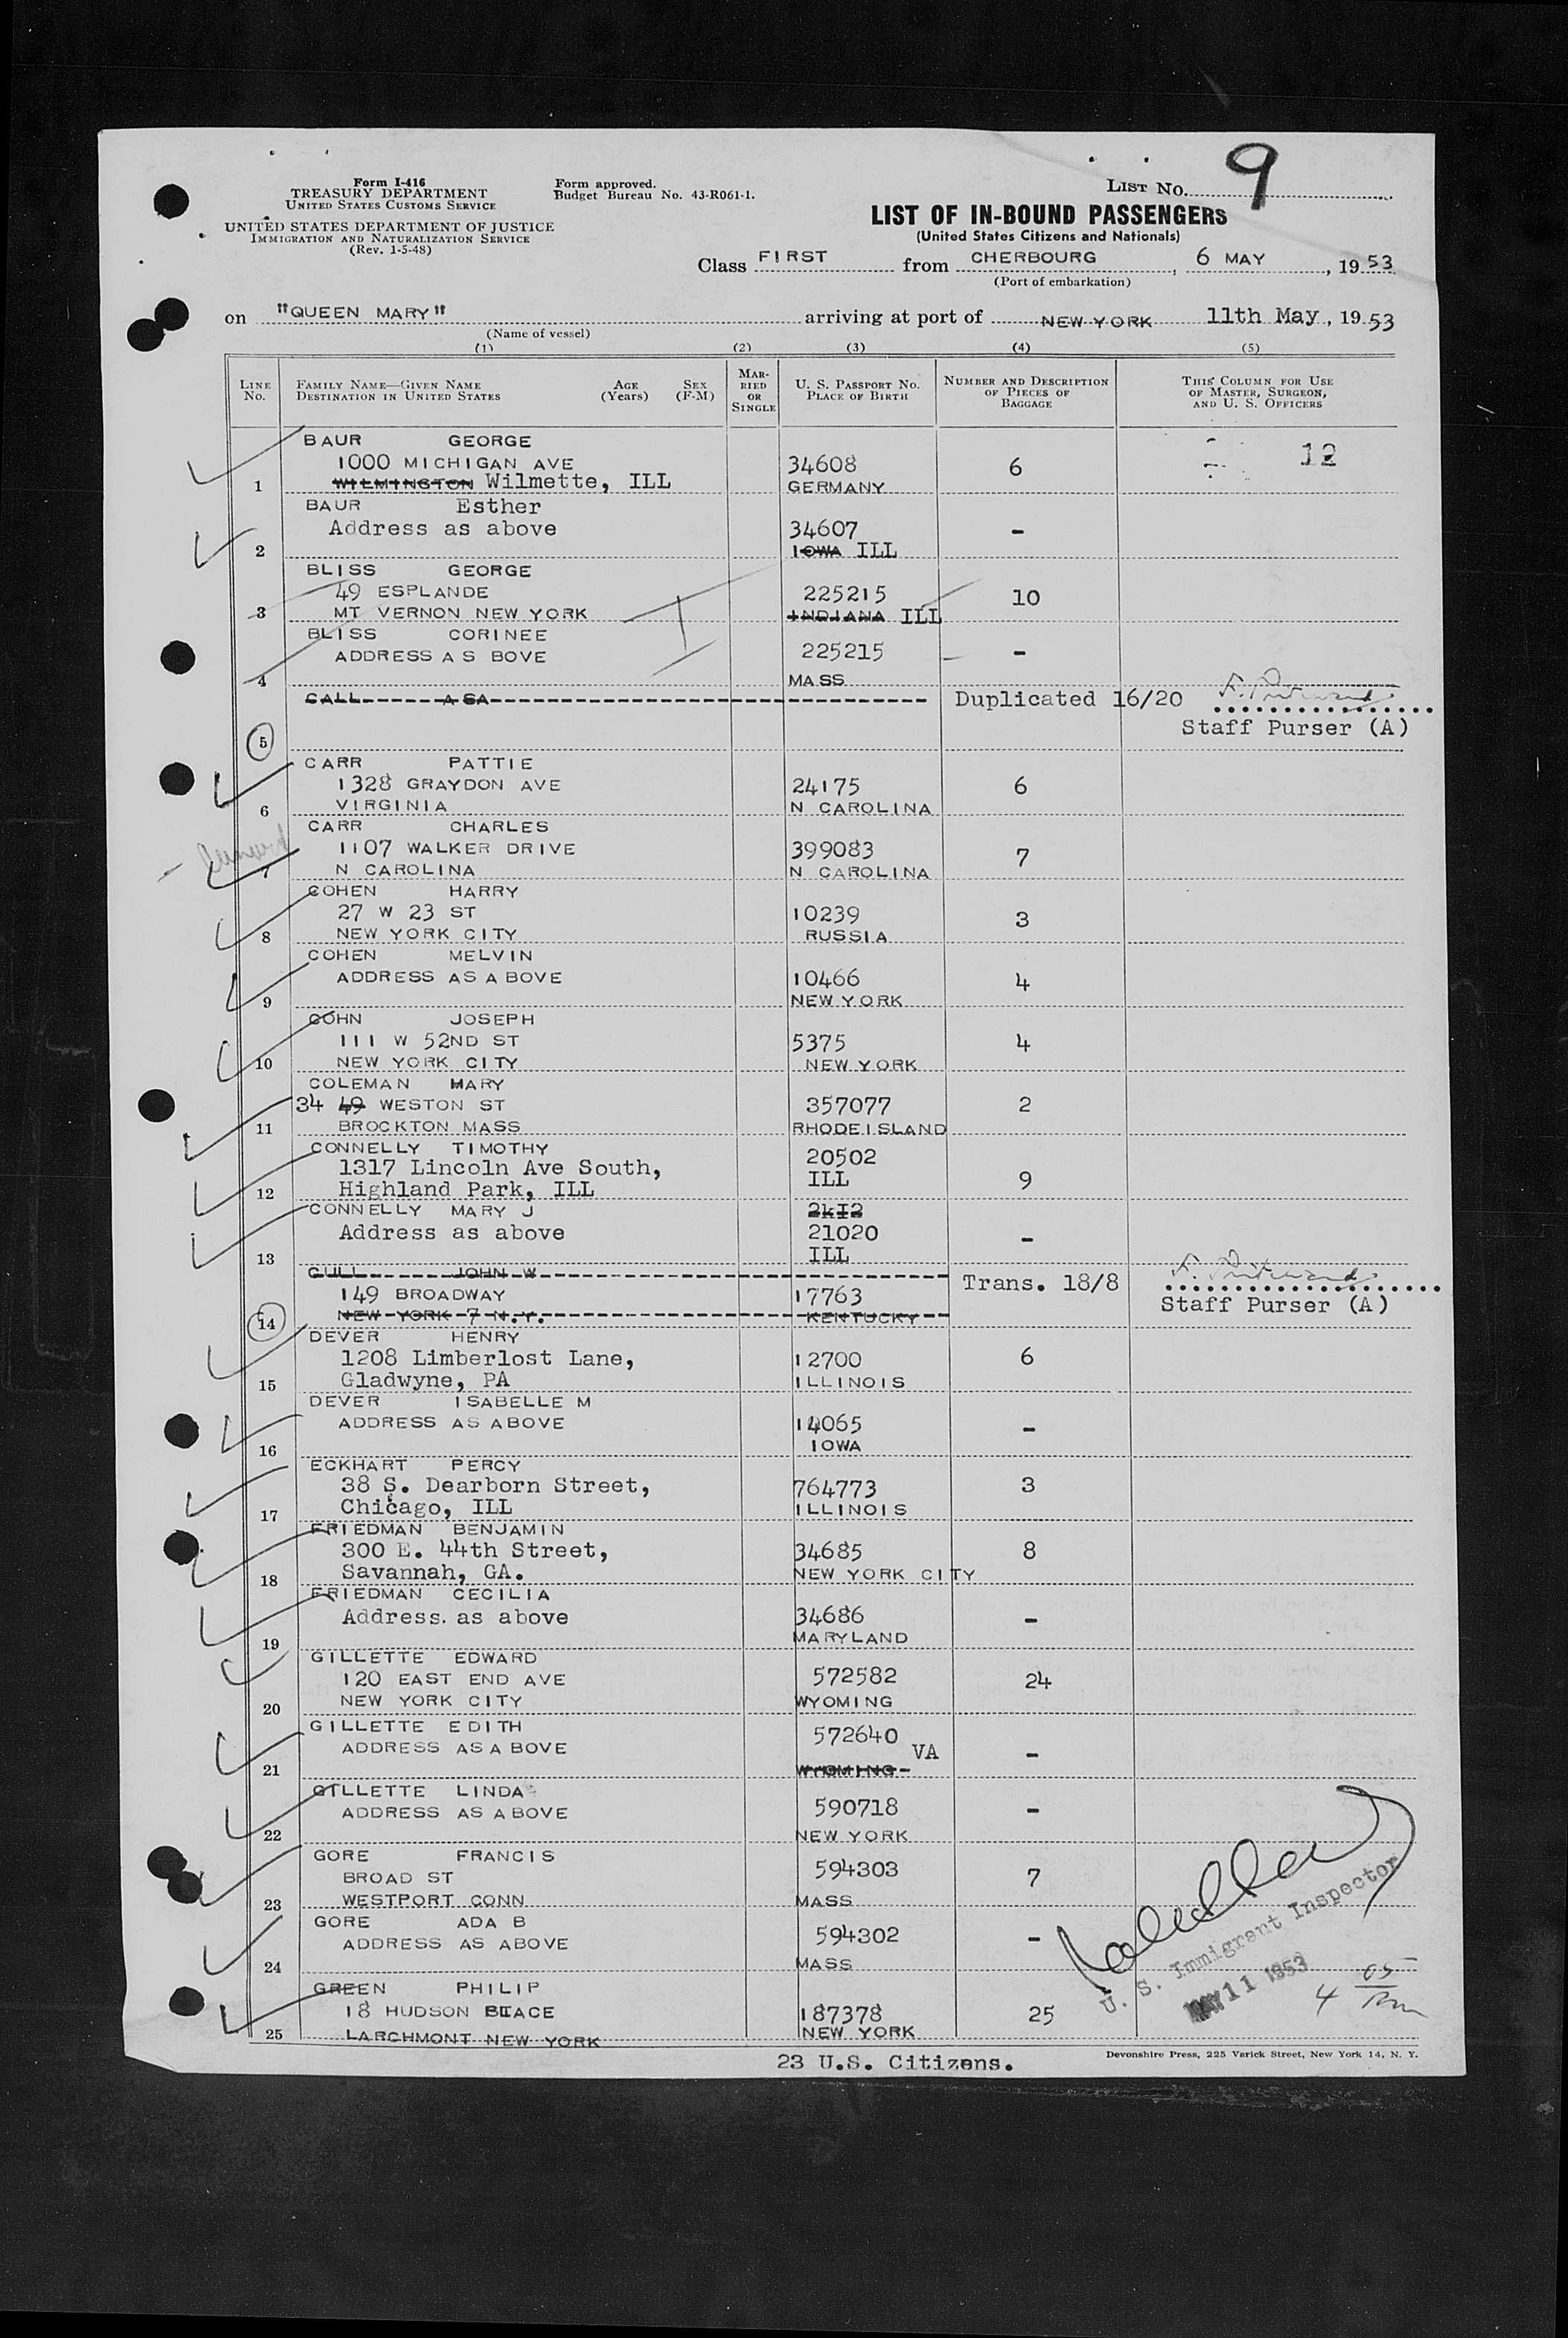 Form I-416
TREASURY DEPARTMENT
UNITED STATES CUSTOMS SERVICE
UNITED STATES DEPARTMENT OF JUSTICE
IMMIGRATION AND NATURALIZATION SERVICE
(Rev. 1-5-48)
Form approved.
Budget Bureau No. 43-R061-1.
LIST NO. 9
LIST OF IN-BOUND PASSENGERS
(United States Citizens and Nationals)
Class FIRST from CHERBOURG, 6 MAY, 1953
(Port of embarkation)
on "QUEEN MARY" arriving at port of NEW YORK 11th May, 1953
(Name of vessel)
(1) (2) (3) (4) (5)
LINE NO.
FAMILY NAME—GIVEN NAME
DESTINATION IN UNITED STATES
AGE (Years)
SEX (F-M)
MARRIED OR SINGLE
U. S. PASSPORT NO.
PLACE OF BIRTH
NUMBER AND DESCRIPTION OF PIECES OF BAGGAGE
THIS COLUMN FOR USE OF MASTER, SURGEON, AND U. S. OFFICERS
BAUR GEORGE
1000 MICHIGAN AVE 34608 6 12
1 WILMINGTON Wilmette, ILL GERMANY
BAUR Esther
Address as above 34607 -
2 IOWA ILL
BLISS GEORGE
49 ESPLANDE 225215 10
3 MT VERNON NEW YORK INDIANA ILL
BLISS CORINEE
ADDRESS A S BOVE 225215 -
4 MASS
CALL ASA Duplicated 16/20
Staff Purser (A)
5
CARR PATTIE
1328 GRAYDON AVE 24175 6
6 VIRGINIA N CAROLINA
CARR CHARLES
1107 WALKER DRIVE 399083 7
7 N CAROLINA N CAROLINA
COHEN HARRY
27 W 23 ST 10239 3
8 NEW YORK CITY RUSSIA
COHEN MELVIN
ADDRESS AS A BOVE 10466 4
9 NEW YORK
COHN JOSEPH
111 W 52ND ST 5375 4
10 NEW YORK CITY NEW YORK
COLEMAN MARY
34 49 WESTON ST 357077 2
11 BROCKTON MASS RHODE ISLAND
CONNELLY TIMOTHY 20502
1317 Lincoln Ave South, ILL 9
12 Highland Park, ILL
CONNELLY MARY J 2kI2
Address as above 21020 -
13 ILL
CULL JOHN W Trans. 18/8
149 BROADWAY 17763 Staff Purser (A)
14 NEW YORK 7 N.Y. KENTUCKY
DEVER HENRY
1208 Limberlost Lane, 12700 6
15 Gladwyne, PA ILLINOIS
DEVER ISABELLE M
ADDRESS AS ABOVE 14065 -
16 IOWA
ECKHART PERCY
38 S. Dearborn Street, 764773 3
17 Chicago, ILL ILLINOIS
FRIEDMAN BENJAMIN
300 E. 44th Street, 34685 8
18 Savannah, GA. NEW YORK CITY
FRIEDMAN CECILIA
Address. as above 34686 -
19 MARYLAND
GILLETTE EDWARD
120 EAST END AVE 572582 24
20 NEW YORK CITY WYOMING
GILLETTE EDITH
ADDRESS AS A BOVE 572640 VA -
21 WYOMING
GILLETTE LINDA
ADDRESS AS ABOVE 590718 -
22 NEW YORK
GORE FRANCIS
BROAD ST 594303 7
23 WESTPORT CONN MASS
GORE ADA B
ADDRESS AS ABOVE 594302 -
24 MASS
GREEN PHILIP
18 HUDSON PLACE 187378 25
25 LARCHMONT NEW YORK NEW YORK
U. S. Immigrant Inspector
MAY 11 1953
4 05 Pm
23 U.S. Citizens.
Devonshire Press, 225 Varick Street, New York 14, N. Y.